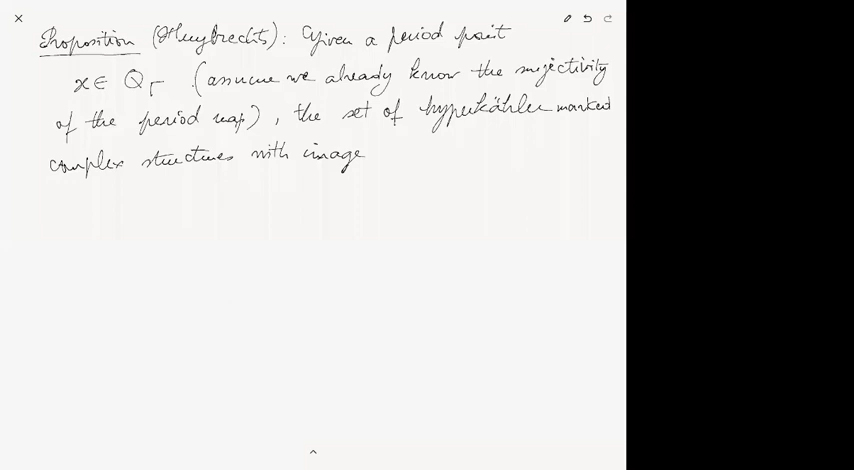 Proposition (Huybrechts): Given a period point
x ∈ Q_Γ (assume we already know the surjectivity
of the period map), the set of hyperkähler marked
complex structures with image